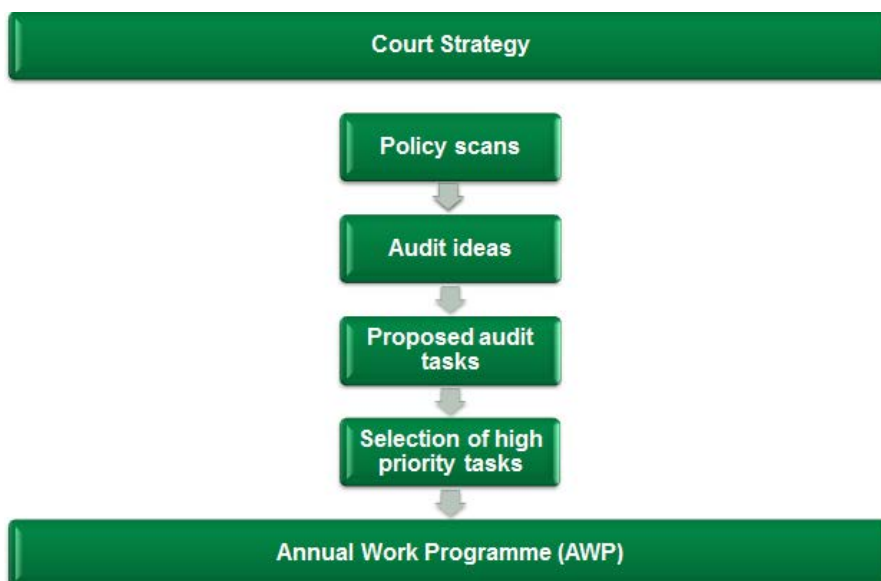 Court Strategy
Policy scans
Audit ideas
Proposed audit
tasks
Selection of high
priority tasks
Annual Work Programme (AWP)